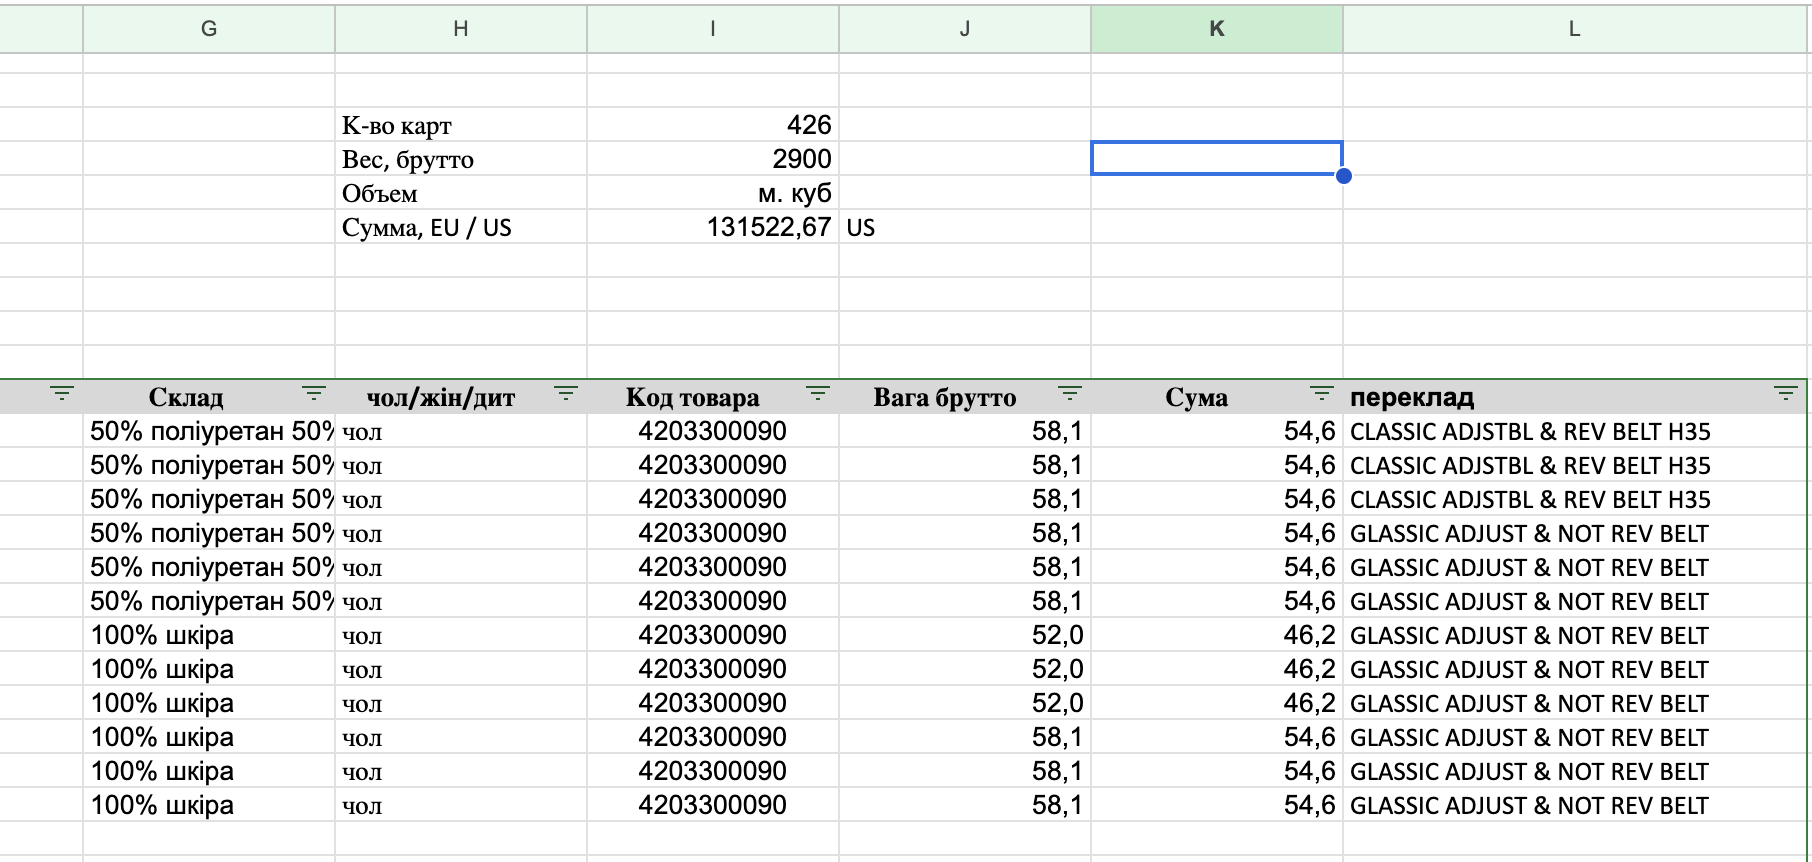 G H I J K L
К-во карт 426
Вес, брутто 2900
Объем м. куб
Сумма, EU / US 131522,67 US
Склад чол/жін/дит Код товара Вага брутто Сума переклад
50% поліуретан 50% чол 4203300090 58,1 54,6 CLASSIC ADJSTBL & REV BELT H35
50% поліуретан 50% чол 4203300090 58,1 54,6 CLASSIC ADJSTBL & REV BELT H35
50% поліуретан 50% чол 4203300090 58,1 54,6 CLASSIC ADJSTBL & REV BELT H35
50% поліуретан 50% чол 4203300090 58,1 54,6 GLASSIC ADJUST & NOT REV BELT
50% поліуретан 50% чол 4203300090 58,1 54,6 GLASSIC ADJUST & NOT REV BELT
50% поліуретан 50% чол 4203300090 58,1 54,6 GLASSIC ADJUST & NOT REV BELT
100% шкіра чол 4203300090 52,0 46,2 GLASSIC ADJUST & NOT REV BELT
100% шкіра чол 4203300090 52,0 46,2 GLASSIC ADJUST & NOT REV BELT
100% шкіра чол 4203300090 52,0 46,2 GLASSIC ADJUST & NOT REV BELT
100% шкіра чол 4203300090 58,1 54,6 GLASSIC ADJUST & NOT REV BELT
100% шкіра чол 4203300090 58,1 54,6 GLASSIC ADJUST & NOT REV BELT
100% шкіра чол 4203300090 58,1 54,6 GLASSIC ADJUST & NOT REV BELT